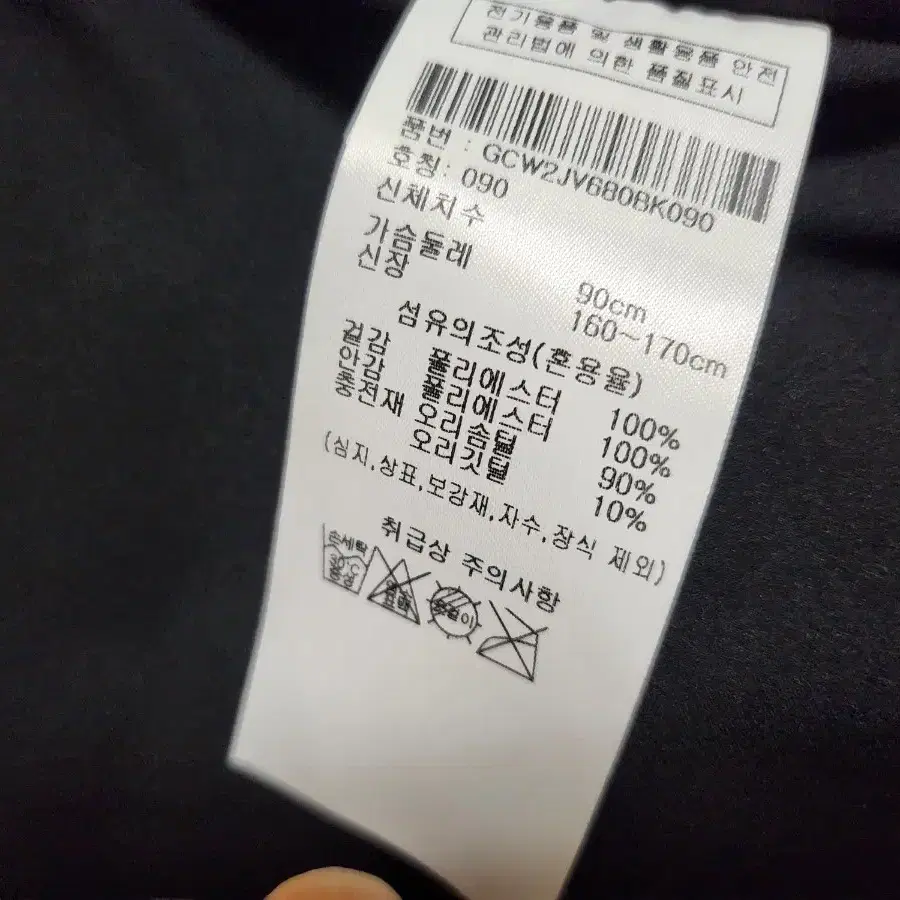 전기용품 및 생활용품 안전
관리법에 의한 품질표시
품번 : GCW2JV680BK090
호칭: 090
신체치수
가슴둘레 90cm
신장 160~170cm
섬유의조성(혼용율)
겉감 폴리에스터 100%
안감 폴리에스터 100%
충전재 오리솜털 90%
오리깃털 10%
(심지,상표,보강재,자수,장식 제외)
취급상 주의사항
손세탁